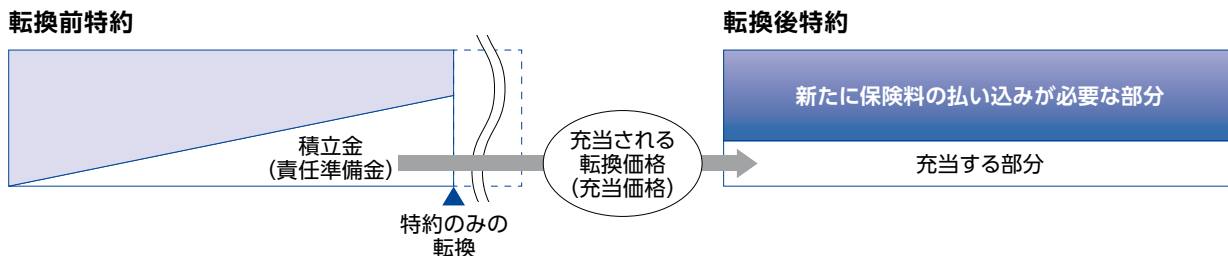 転換前特約
転換後特約
新たに保険料の払い込みが必要な部分
積立金
(責任準備金)
充当される
転換価格
(充当価格)
充当する部分
特約のみの
転換